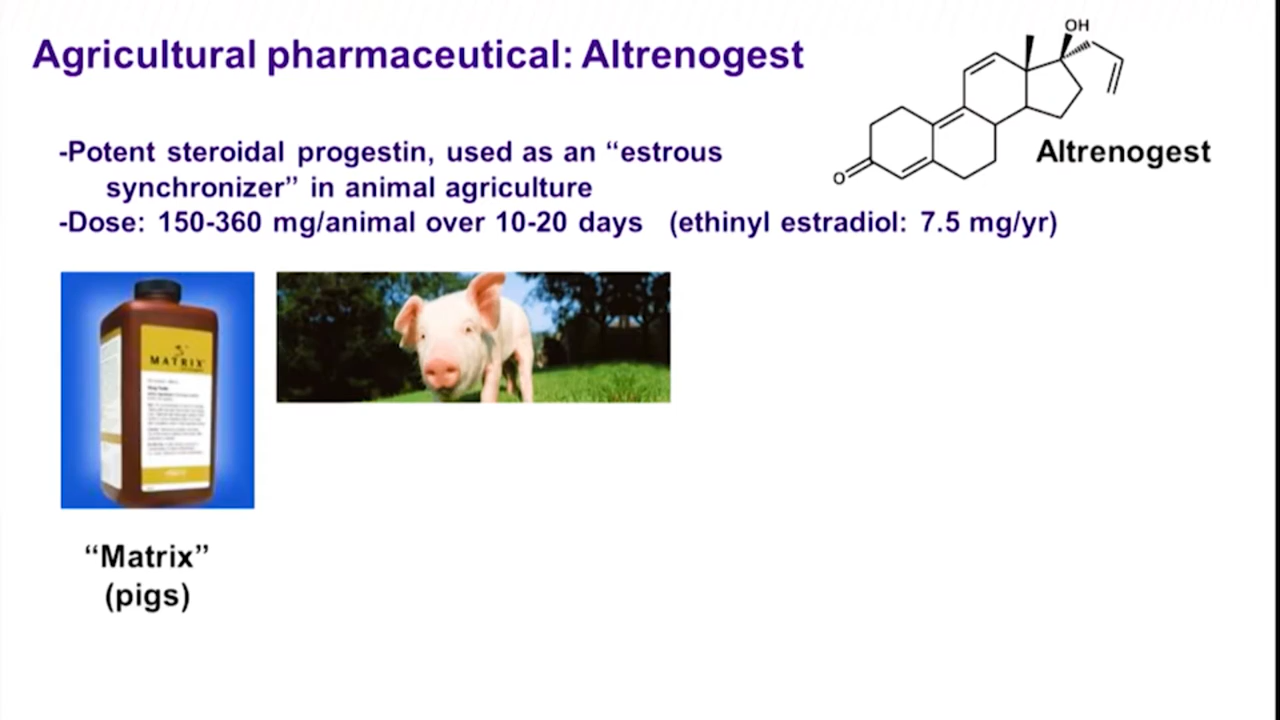 Agricultural pharmaceutical: Altrenogest
OH
O
Altrenogest
-Potent steroidal progestin, used as an “estrous
synchronizer” in animal agriculture
-Dose: 150-360 mg/animal over 10-20 days (ethinyl estradiol: 7.5 mg/yr)
MATRIX
“Matrix”
(pigs)